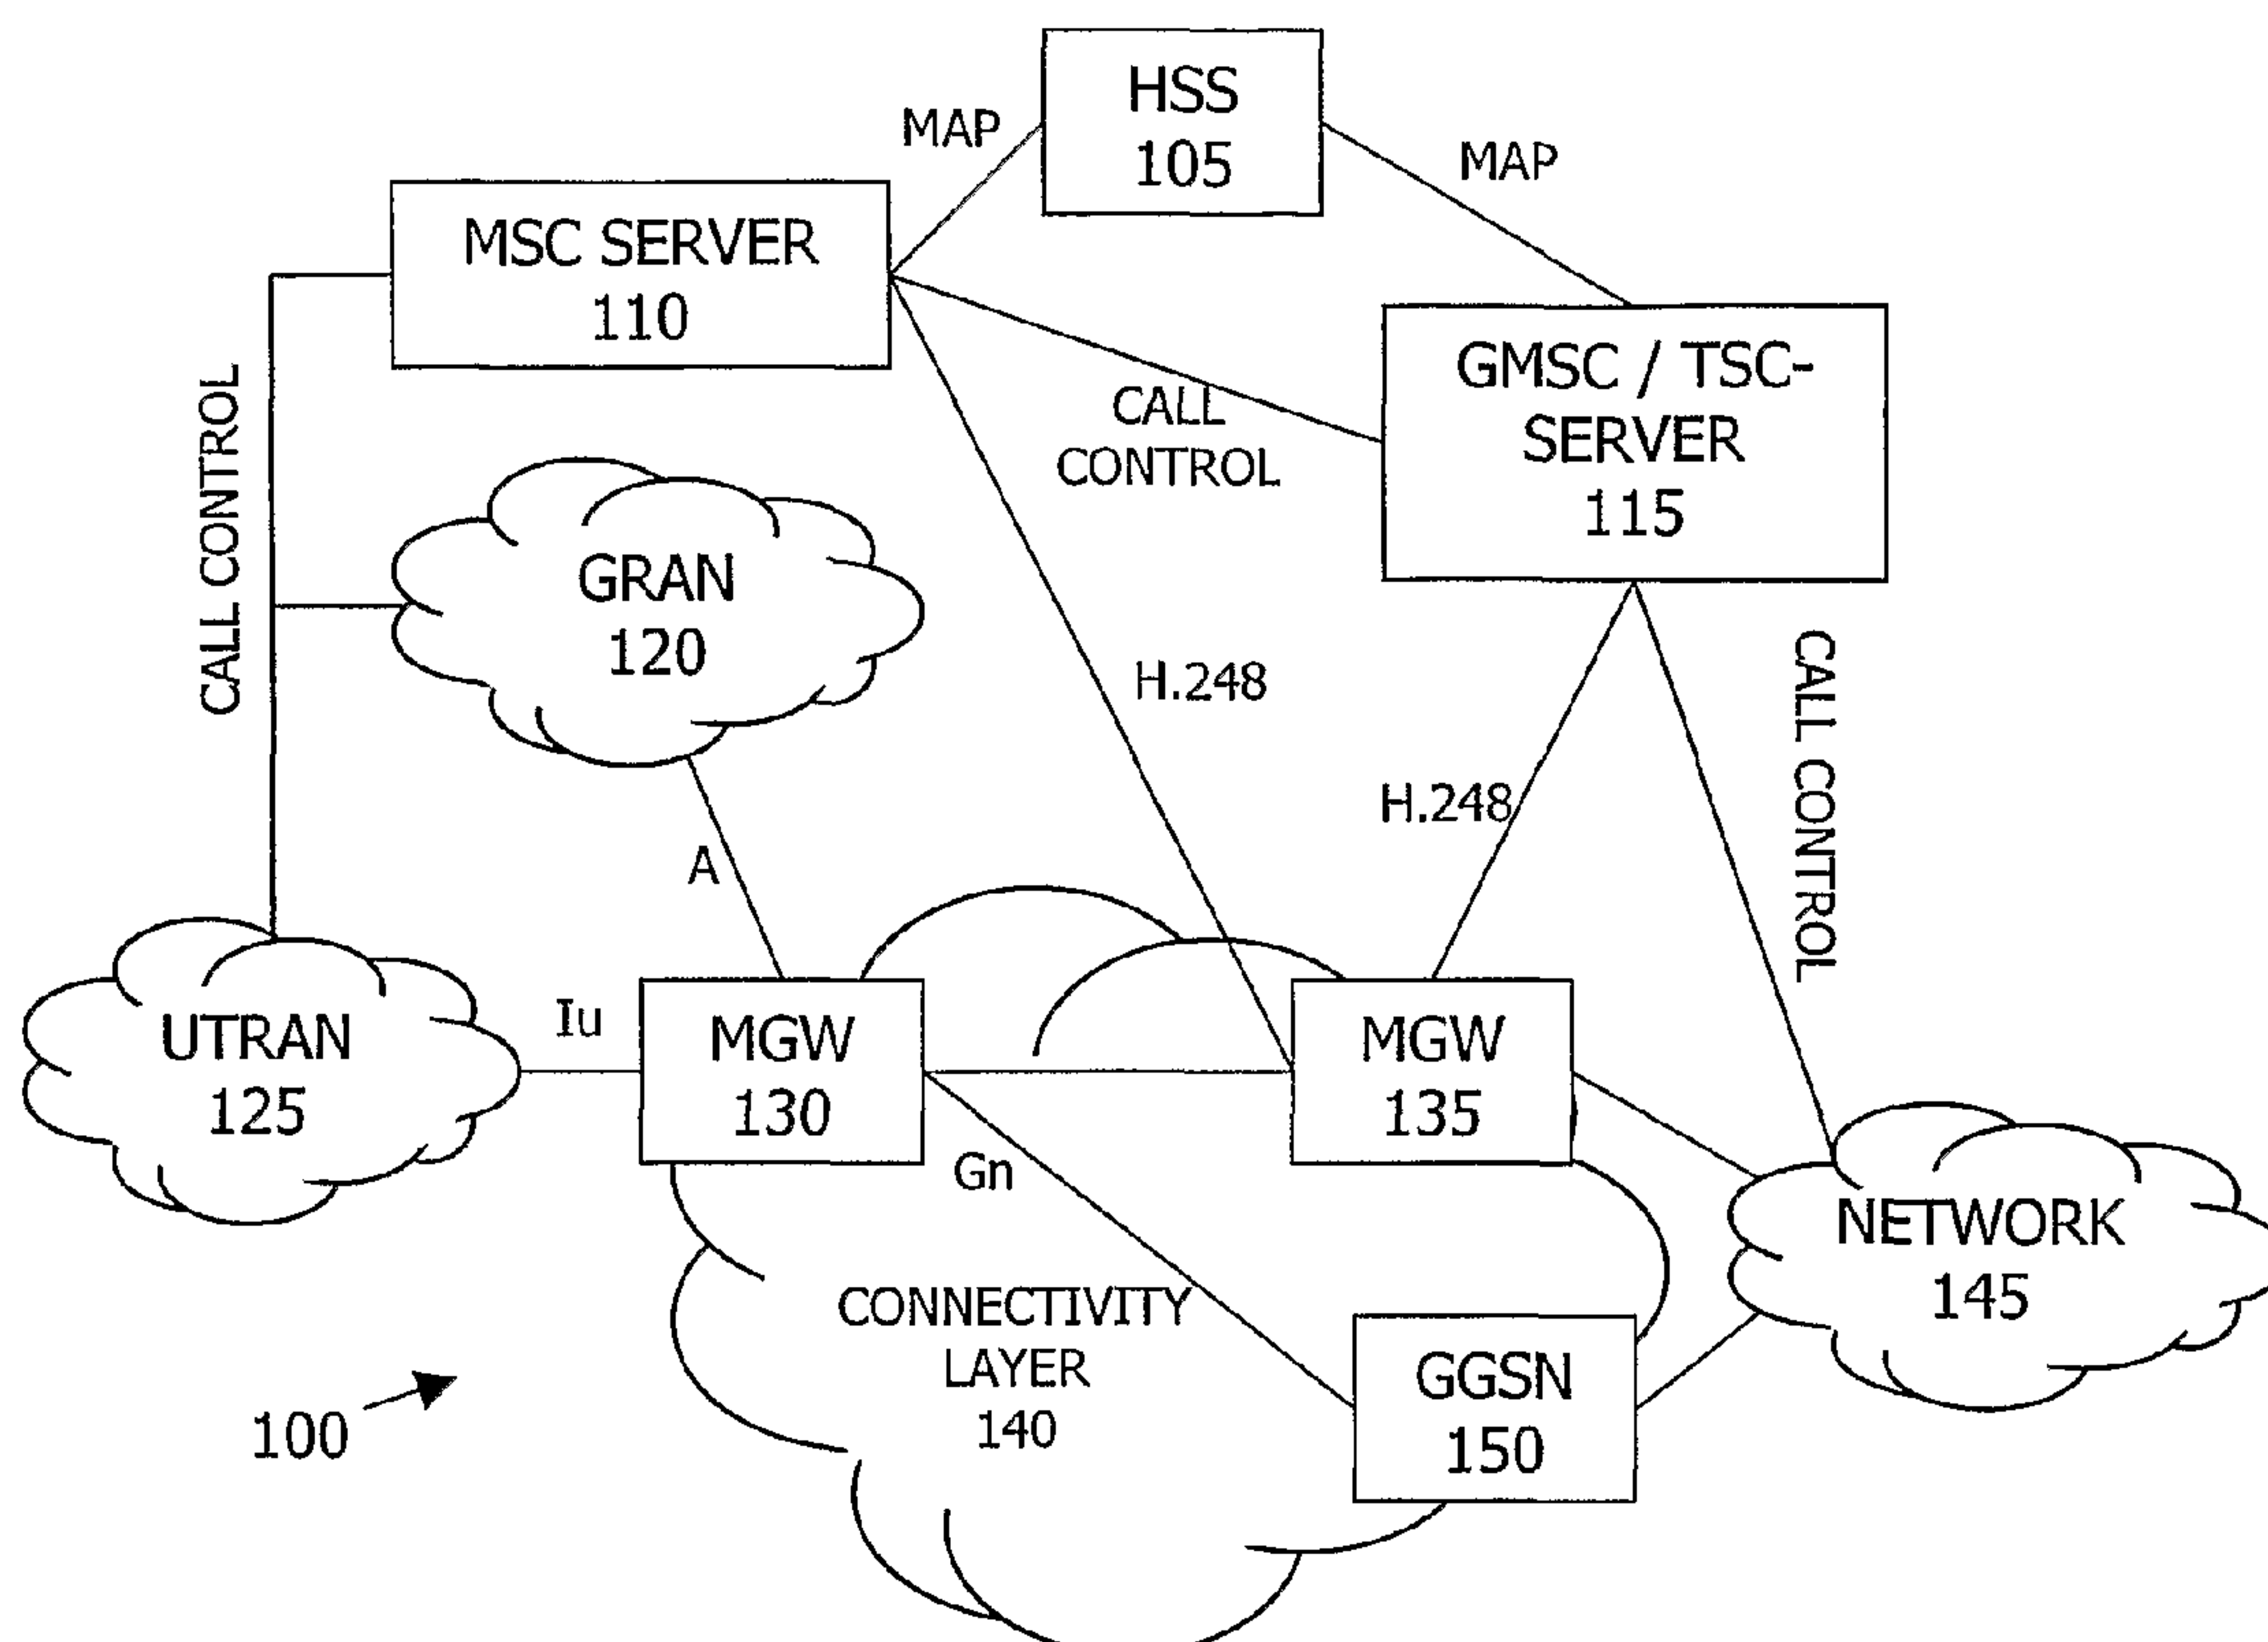 HSS
105
MAP
MAP
MSC SERVER
110
GMSC / TSC-
SERVER
115
CALL
CONTROL
CALL CONTROL
GRAN
120
H.248
H.248
CALL CONTROL
A
UTRAN
125
Iu
MGW
130
MGW
135
Gn
NETWORK
145
CONNECTIVITY
LAYER
140
GGSN
150
100